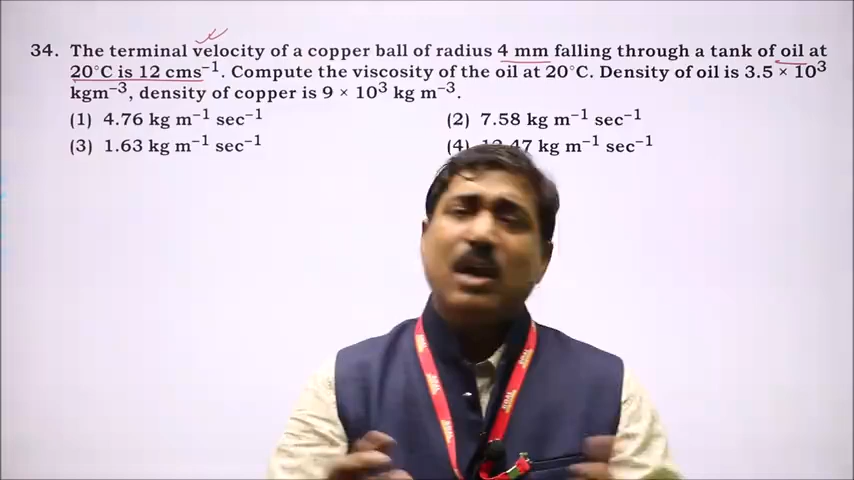 34. The terminal velocity of a copper ball of radius 4 mm falling through a tank of oil at
20°C is 12 cms⁻¹. Compute the viscosity of the oil at 20°C. Density of oil is 3.5 × 10³
kgm⁻³, density of copper is 9 × 10³ kg m⁻³.
(1) 4.76 kg m⁻¹ sec⁻¹ (2) 7.58 kg m⁻¹ sec⁻¹
(3) 1.63 kg m⁻¹ sec⁻¹ (4) kg m⁻¹ sec⁻¹